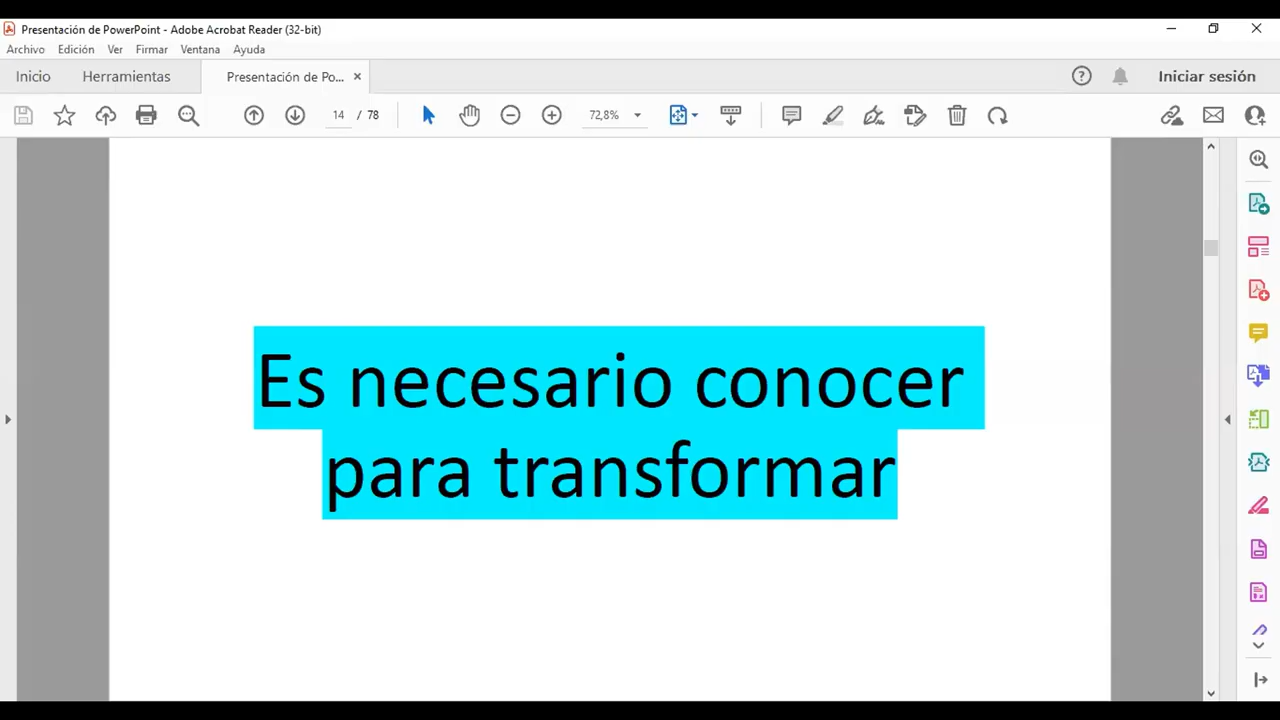 Presentación de PowerPoint - Adobe Acrobat Reader (32-bit)
Archivo Edición Ver Firmar Ventana Ayuda
Inicio Herramientas Presentación de Po... Iniciar sesión
14 / 78 72,8%
Es necesario conocer
para transformar